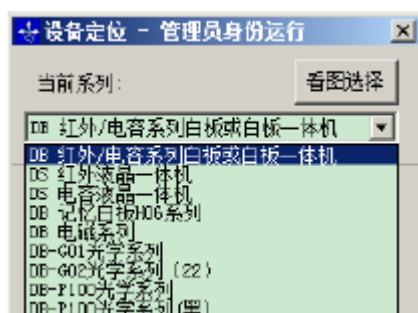 设备定位 - 管理员身份运行
当前系列:
看图选择
DB 红外/电容系列白板或白板一体机
DB 红外/电容系列白板或白板一体机
DS 红外液晶一体机
DS 电容液晶一体机
DB 记忆白板H06系列
DB 电磁系列
DB-G01光学系列
DB-G02光学系列 (22)
DB-P100光学系列
DB-P100光学系列(黑)